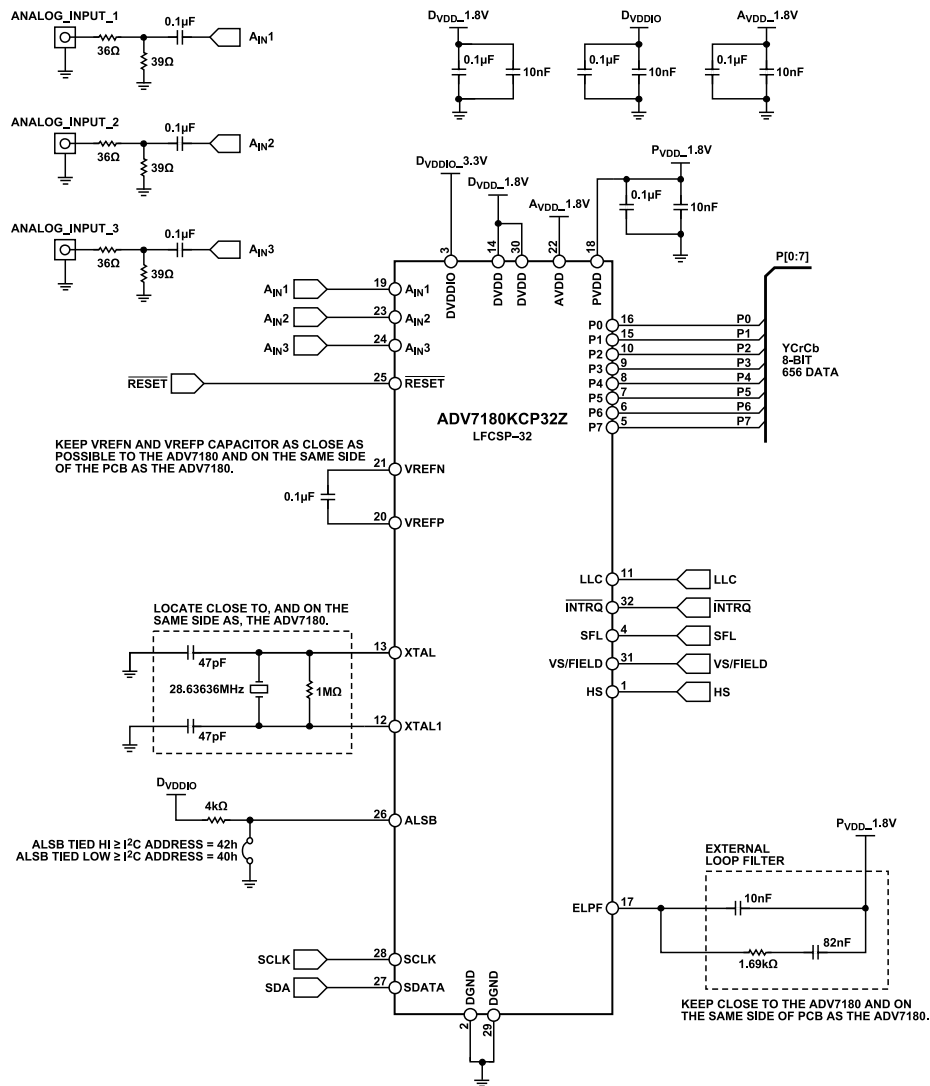 ANALOG_INPUT_1
0.1µF
AIN1
36Ω
39Ω
ANALOG_INPUT_2
0.1µF
AIN2
36Ω
39Ω
ANALOG_INPUT_3
0.1µF
AIN3
36Ω
39Ω
DVDD_1.8V
0.1µF
10nF
DVDDIO
0.1µF
10nF
AVDD_1.8V
0.1µF
10nF
DVDDIO_3.3V
DVDD_1.8V
AVDD_1.8V
PVDD_1.8V
0.1µF
10nF
3
14
30
22
18
DVDDIO
DVDD
DVDD
AVDD
PVDD
AIN1
19
AIN1
AIN2
23
AIN2
AIN3
24
AIN3
RESET
25
RESET
P[0:7]
P0
16
P0
P1
15
P1
P2
10
P2
P3
9
P3
P4
8
P4
P5
7
P5
P6
6
P6
P7
5
P7
YCrCb
8-BIT
656 DATA
ADV7180KCP32Z
LFCSP–32
KEEP VREFN AND VREFP CAPACITOR AS CLOSE AS
POSSIBLE TO THE ADV7180 AND ON THE SAME SIDE
OF THE PCB AS THE ADV7180.
21
VREFN
0.1µF
20
VREFP
LLC
11
LLC
INTRQ
32
INTRQ
SFL
4
SFL
VS/FIELD
31
VS/FIELD
HS
1
HS
LOCATE CLOSE TO, AND ON THE
SAME SIDE AS, THE ADV7180.
13
XTAL
47pF
28.63636MHz
1MΩ
12
XTAL1
47pF
DVDDIO
4kΩ
26
ALSB
ALSB TIED HI ≥ I²C ADDRESS = 42h
ALSB TIED LOW ≥ I²C ADDRESS = 40h
PVDD_1.8V
EXTERNAL
LOOP FILTER
ELPF
17
10nF
82nF
1.69kΩ
KEEP CLOSE TO THE ADV7180 AND ON
THE SAME SIDE OF PCB AS THE ADV7180.
SCLK
28
SCLK
SDA
27
SDATA
DGND
DGND
2
29